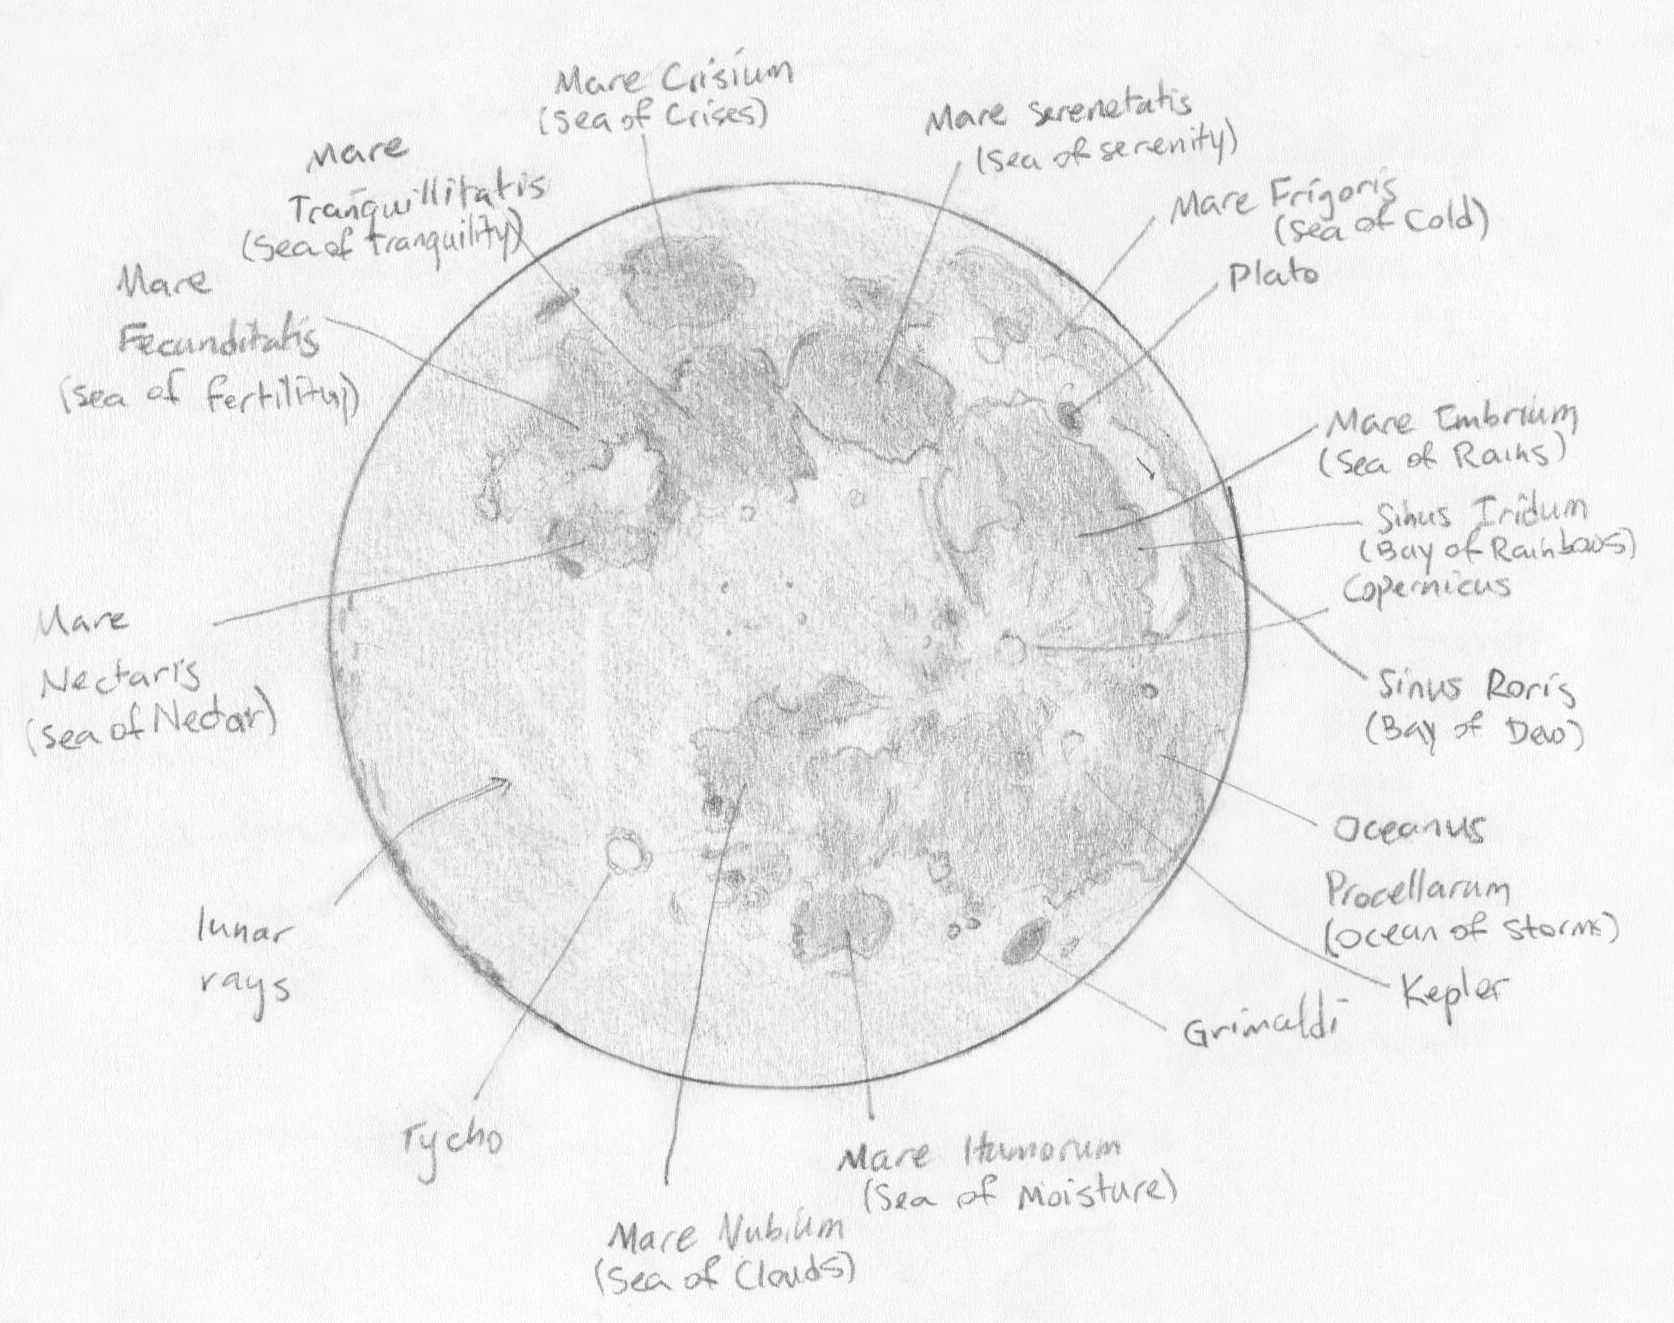 Mare Crisium
(Sea of Crises)
Mare serenetatis
(Sea of serenity)
Mare
Tranquillitatis
(Sea of tranquility)
Mare Frigoris
(Sea of Cold)
Plato
Mare
Fecunditatis
(Sea of fertility)
Mare Imbrium
(Sea of Rains)
Sinus Iridum
(Bay of Rainbows)
Copernicus
Mare
Nectaris
(Sea of Nectar)
Sinus Roris
(Bay of Dew)
Oceanus
Procellarum
(Ocean of Storms)
Kepler
Grimaldi
lunar
rays
Tycho
Mare Humorum
(Sea of Moisture)
Mare Nubium
(Sea of Clouds)